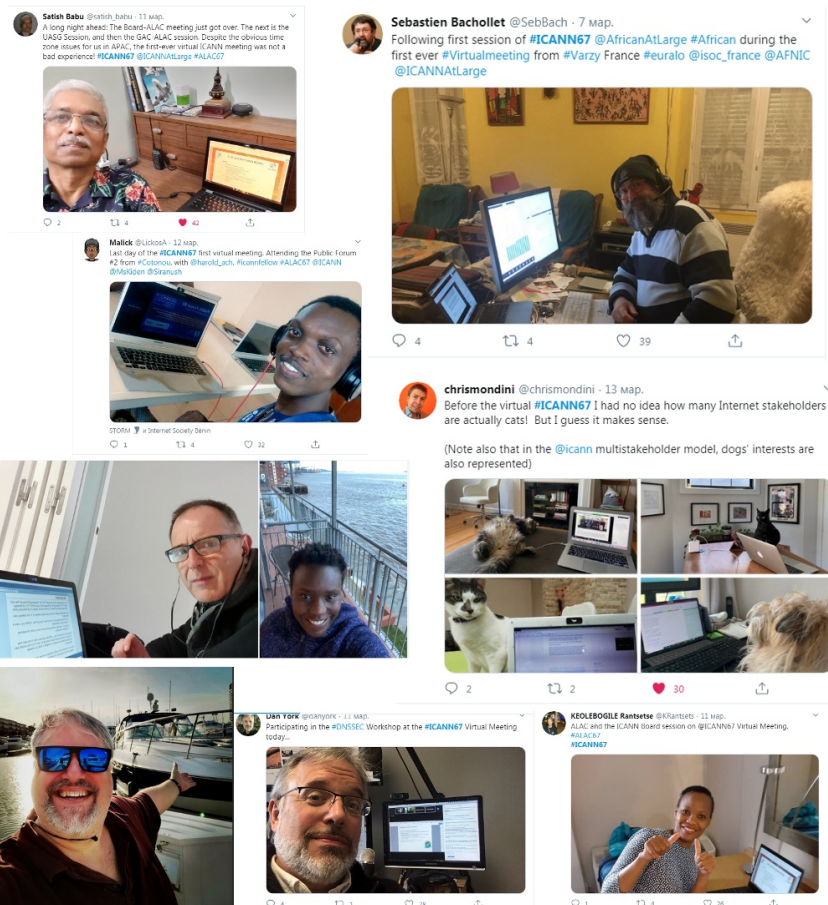 Satish Babu @satish_babu · 11 мар.
A long night ahead: The Board-ALAC meeting just got over. The next is the
UASG Session, and then the GAC-ALAC session. Despite the obvious time
zone issues for us in APAC, the first-ever virtual ICANN meeting was not a
bad experience! #ICANN67 @ICANNAtLarge #ALAC67
2 4 42
Sebastien Bachollet @SebBach · 7 мар.
Following first session of #ICANN67 @AfricanAtLarge #African during the
first ever #Virtualmeeting from #Varzy France #euralo @isoc_france @AFNIC
@ICANNAtLarge
4 4 39
Malick @LickosA · 12 мар.
Last day of the #ICANN67 first virtual meeting. Attending the Public Forum
#2 from #Cotonou, with @harold_ach. #icannfellow #ALAC67 @ICANN
@MsKiden @Siranush
STORM и Internet Society Bénin
1 4 32
chrismondini @chrismondini · 13 мар.
Before the virtual #ICANN67 I had no idea how many Internet stakeholders
are actually cats! But I guess it makes sense.
(Note also that in the @icann multistakeholder model, dogs' interests are
also represented)
2 2 30
Dan York @danyork · 11 мар.
Participating in the #DNSSEC Workshop at the #ICANN67 Virtual Meeting
today...
KEOLEBOGILE Rantsetse @KRantsets · 11 мар.
ALAC and the ICANN Board session on @ICANN67 Virtual Meeting.
#ALAC67
#ICANN67